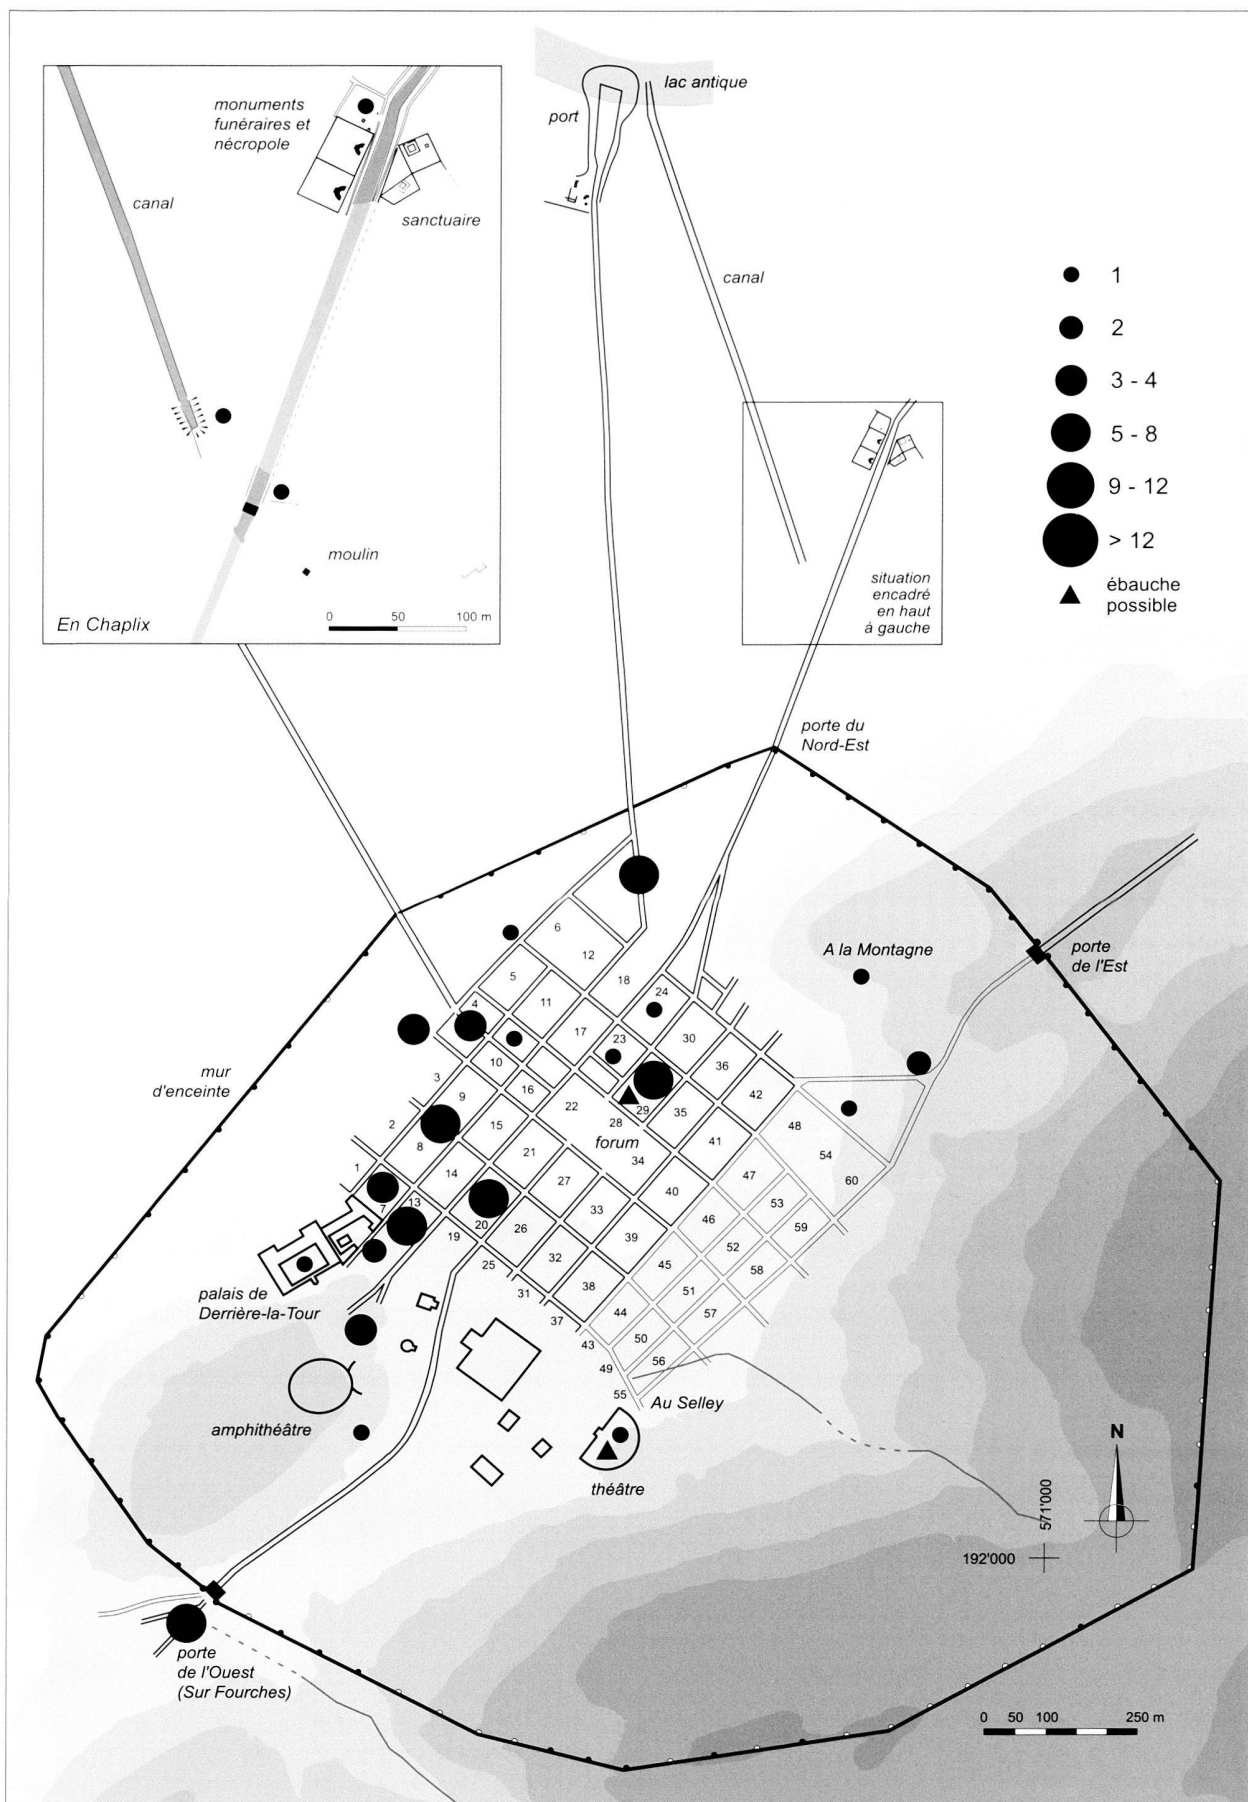 lac antique
port
monuments
funéraires et
nécropole
canal
sanctuaire
canal
1
2
3 - 4
5 - 8
9 - 12
> 12
ébauche
possible
situation
encadré
en haut
à gauche
moulin
En Chaplix
0 50 100 m
porte du
Nord-Est
A la Montagne
porte
de l'Est
mur
d'enceinte
6
12
5
18
24
4
11
17
23
30
10
36
3
16
9
22
29
42
2
28
35
48
15
forum
41
8
21
34
54
1
14
27
47
40
60
7
13
33
53
20
46
26
59
19
39
52
32
25
45
58
38
51
31
44
57
37
50
43
56
49
55
palais de
Derrière-la-Tour
Au Selley
amphithéâtre
théâtre
N
571'000
192'000
porte
de l'Ouest
(Sur Fourches)
0 50 100 250 m